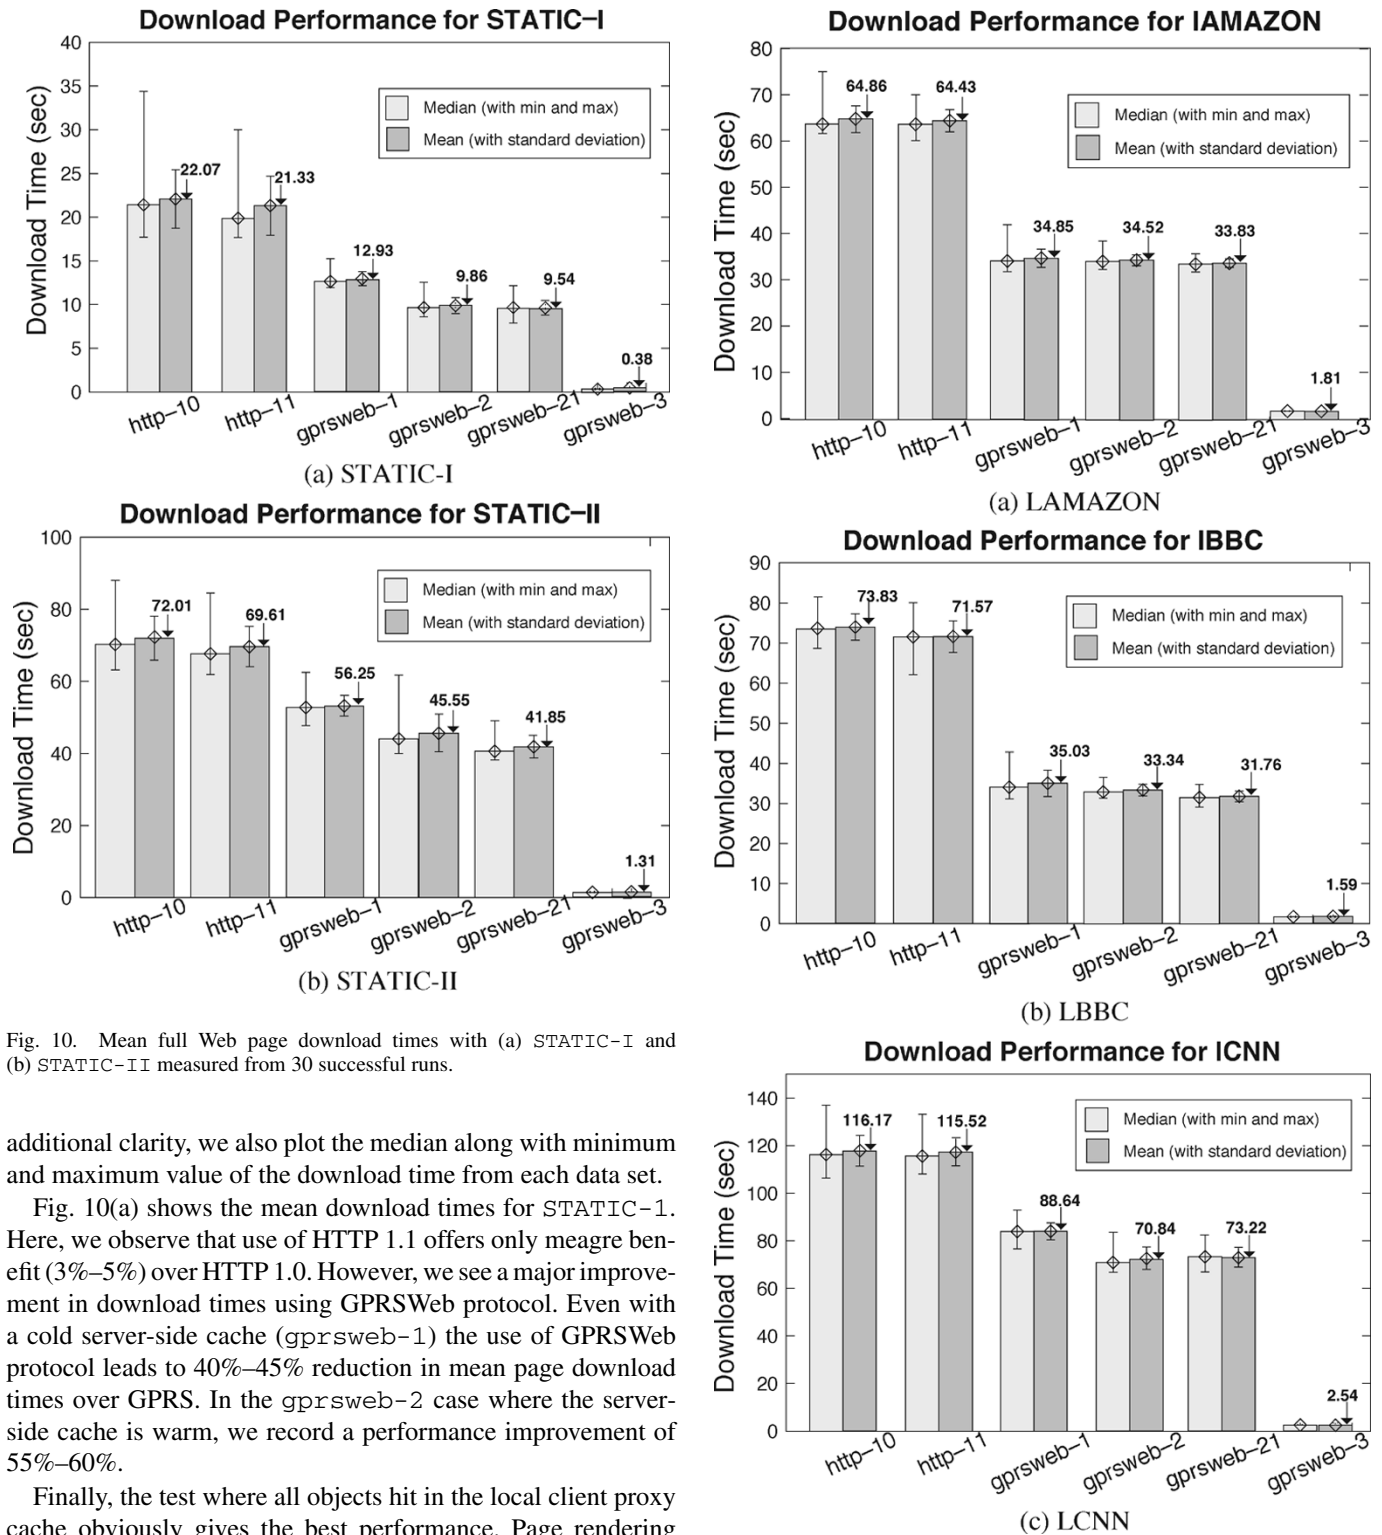 Download Performance for STATIC–I
Download Time (sec)
40
35
30
25
20
15
10
5
0
Median (with min and max)
Mean (with standard deviation)
22.07
21.33
12.93
9.86
9.54
0.38
http–10
http–11
gprsweb–1
gprsweb–2
gprsweb–21
gprsweb–3
(a) STATIC-I
Download Performance for STATIC–II
Download Time (sec)
100
80
60
40
20
0
Median (with min and max)
Mean (with standard deviation)
72.01
69.61
56.25
45.55
41.85
1.31
http–10
http–11
gprsweb–1
gprsweb–2
gprsweb–21
gprsweb–3
(b) STATIC-II
Fig. 10. Mean full Web page download times with (a) STATIC-I and
(b) STATIC-II measured from 30 successful runs.
additional clarity, we also plot the median along with minimum
and maximum value of the download time from each data set.
Fig. 10(a) shows the mean download times for STATIC-1.
Here, we observe that use of HTTP 1.1 offers only meagre ben-
efit (3%–5%) over HTTP 1.0. However, we see a major improve-
ment in download times using GPRSWeb protocol. Even with
a cold server-side cache (gprsweb-1) the use of GPRSWeb
protocol leads to 40%–45% reduction in mean page download
times over GPRS. In the gprsweb-2 case where the server-
side cache is warm, we record a performance improvement of
55%–60%.
Finally, the test where all objects hit in the local client proxy
cache obviously gives the best performance. Page rendering
Download Performance for lAMAZON
Download Time (sec)
80
70
60
50
40
30
20
10
0
Median (with min and max)
Mean (with standard deviation)
64.86
64.43
34.85
34.52
33.83
1.81
http–10
http–11
gprsweb–1
gprsweb–2
gprsweb–21
gprsweb–3
(a) LAMAZON
Download Performance for lBBC
Download Time (sec)
90
80
70
60
50
40
30
20
10
0
Median (with min and max)
Mean (with standard deviation)
73.83
71.57
35.03
33.34
31.76
1.59
http–10
http–11
gprsweb–1
gprsweb–2
gprsweb–21
gprsweb–3
(b) LBBC
Download Performance for lCNN
Download Time (sec)
140
120
100
80
60
40
20
0
Median (with min and max)
Mean (with standard deviation)
116.17
115.52
88.64
70.84
73.22
2.54
http–10
http–11
gprsweb–1
gprsweb–2
gprsweb–21
gprsweb–3
(c) LCNN